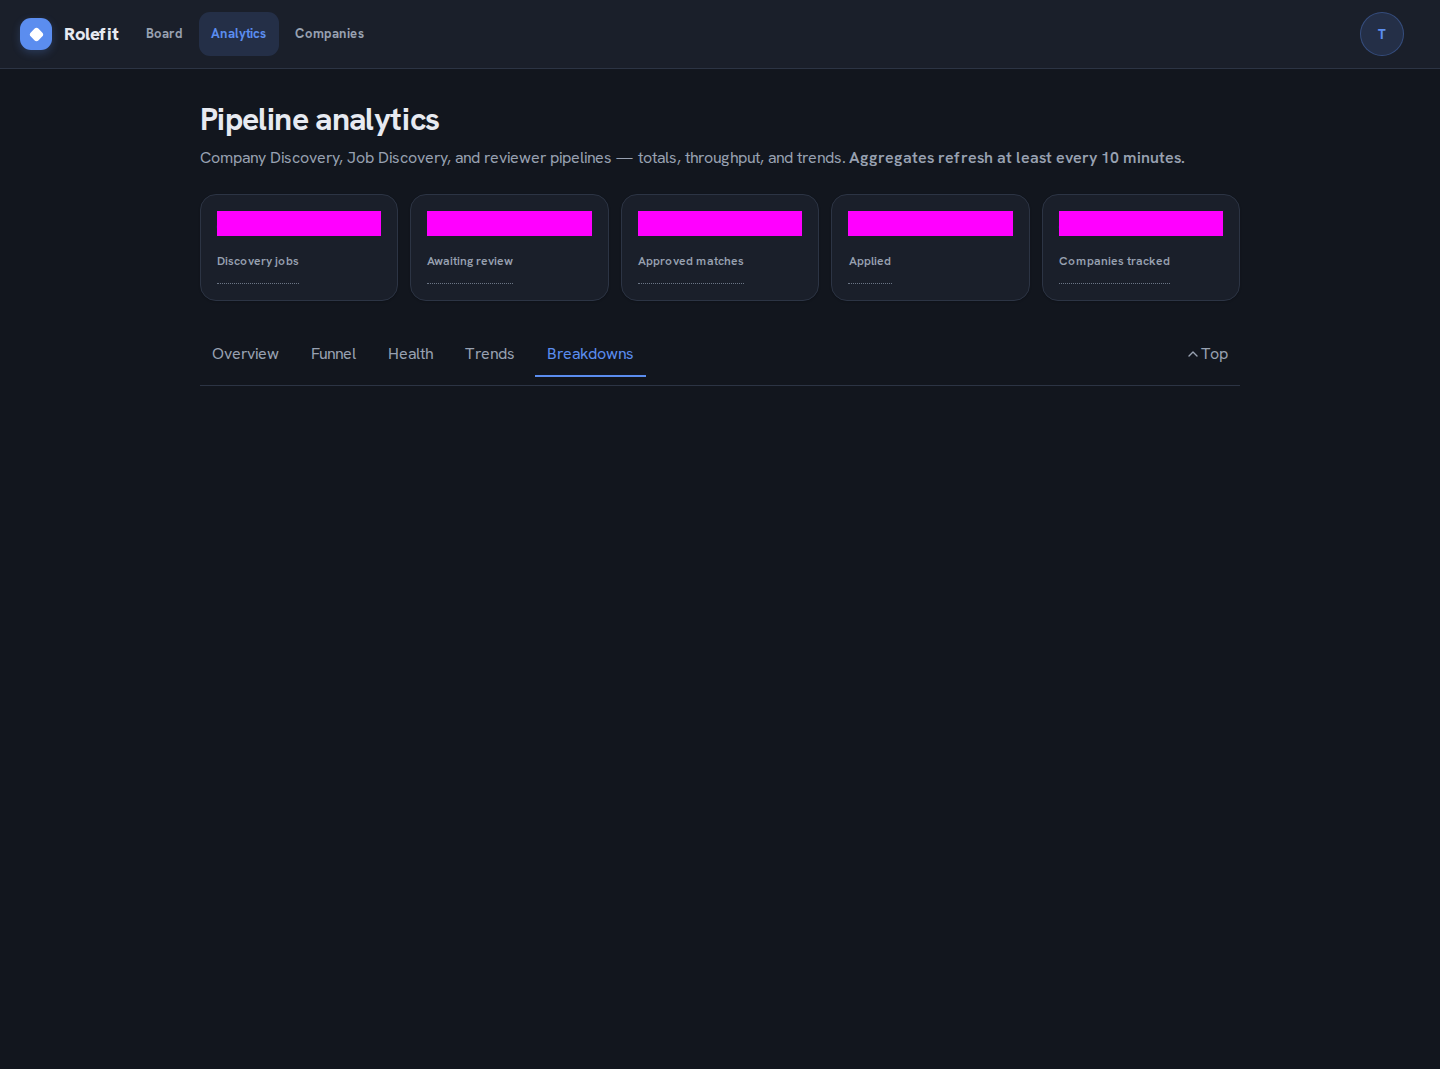 Rolefit Board Analytics Companies T
Pipeline analytics
Company Discovery, Job Discovery, and reviewer pipelines — totals, throughput, and trends. Aggregates refresh at least every 10 minutes.
Discovery jobs Awaiting review Approved matches Applied Companies tracked
Overview Funnel Health Trends Breakdowns Top